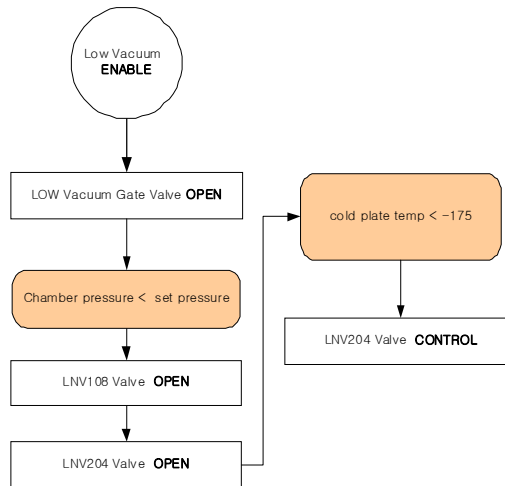 Low Vacuum
ENABLE
LOW Vacuum Gate Valve OPEN
Chamber pressure < set pressure
LNV108 Valve OPEN
LNV204 Valve OPEN
cold plate temp < -175
LNV204 Valve CONTROL